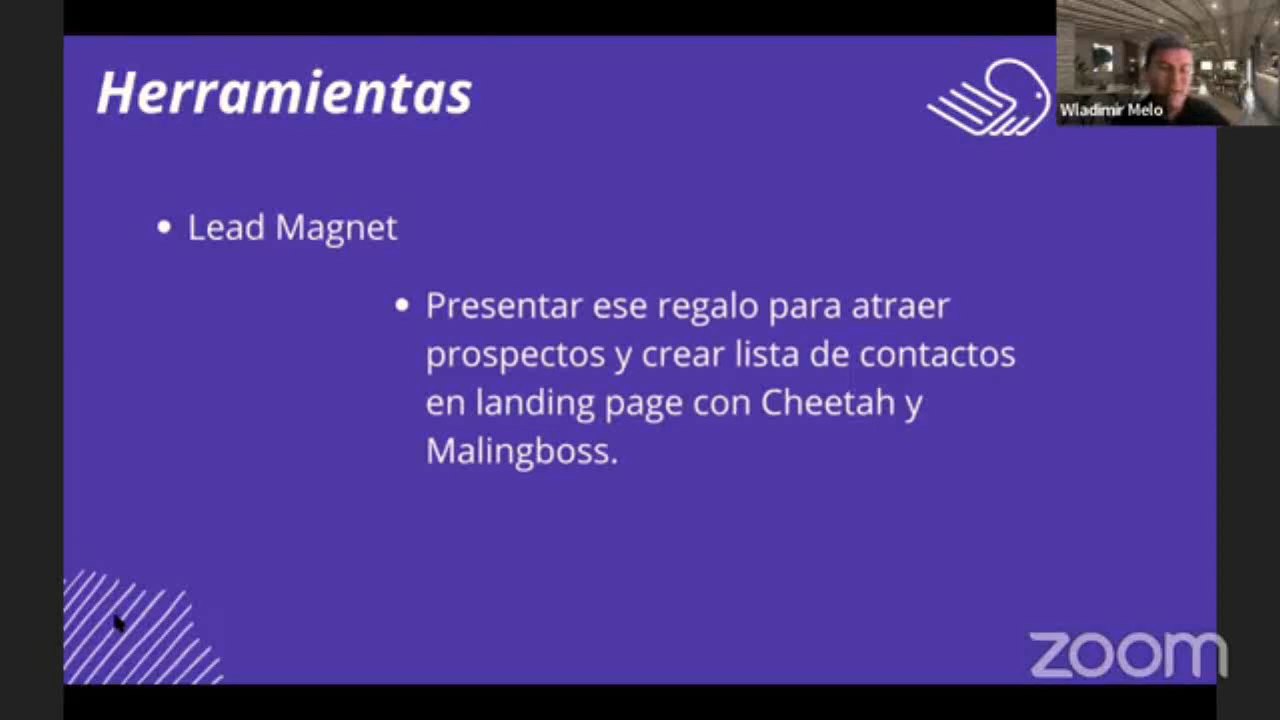 Herramientas
Wladimir Melo
Lead Magnet
Presentar ese regalo para atraer
prospectos y crear lista de contactos
en landing page con Cheetah y
Malingboss.
zoom